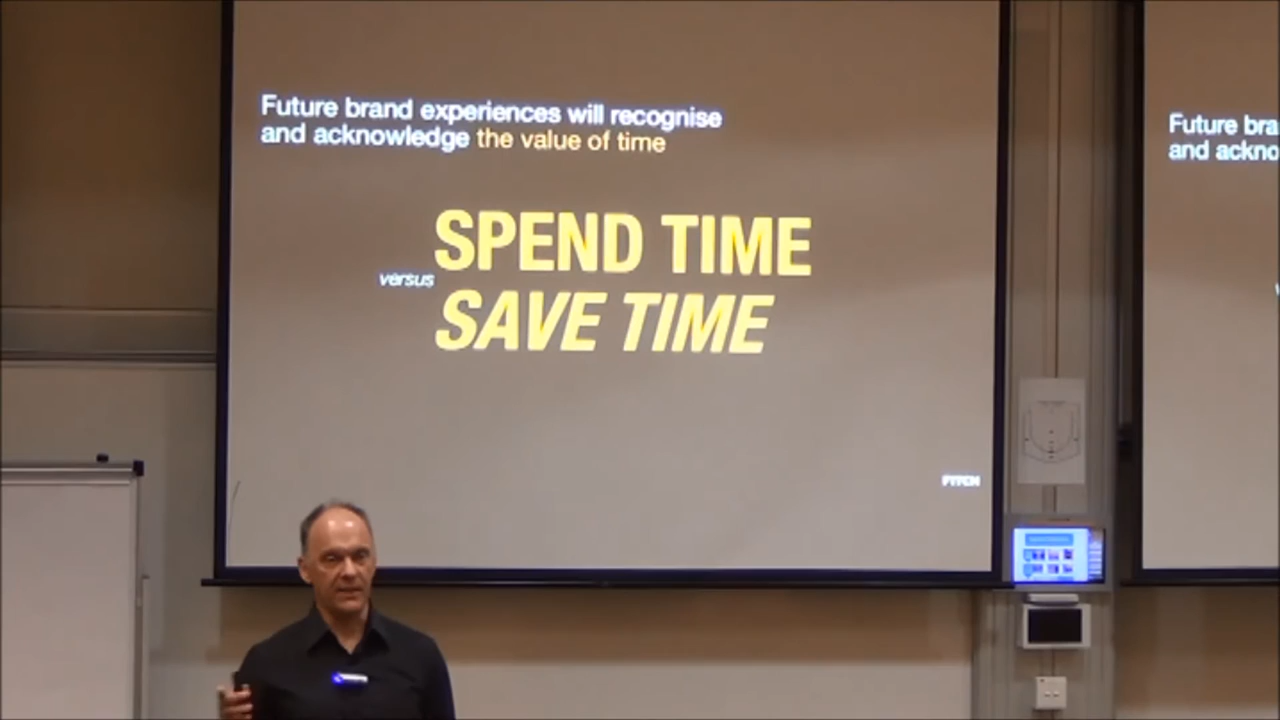 Future brand experiences will recognise
and acknowledge the value of time
SPEND TIME
versus
SAVE TIME
FITCH
Future bra
and ackno